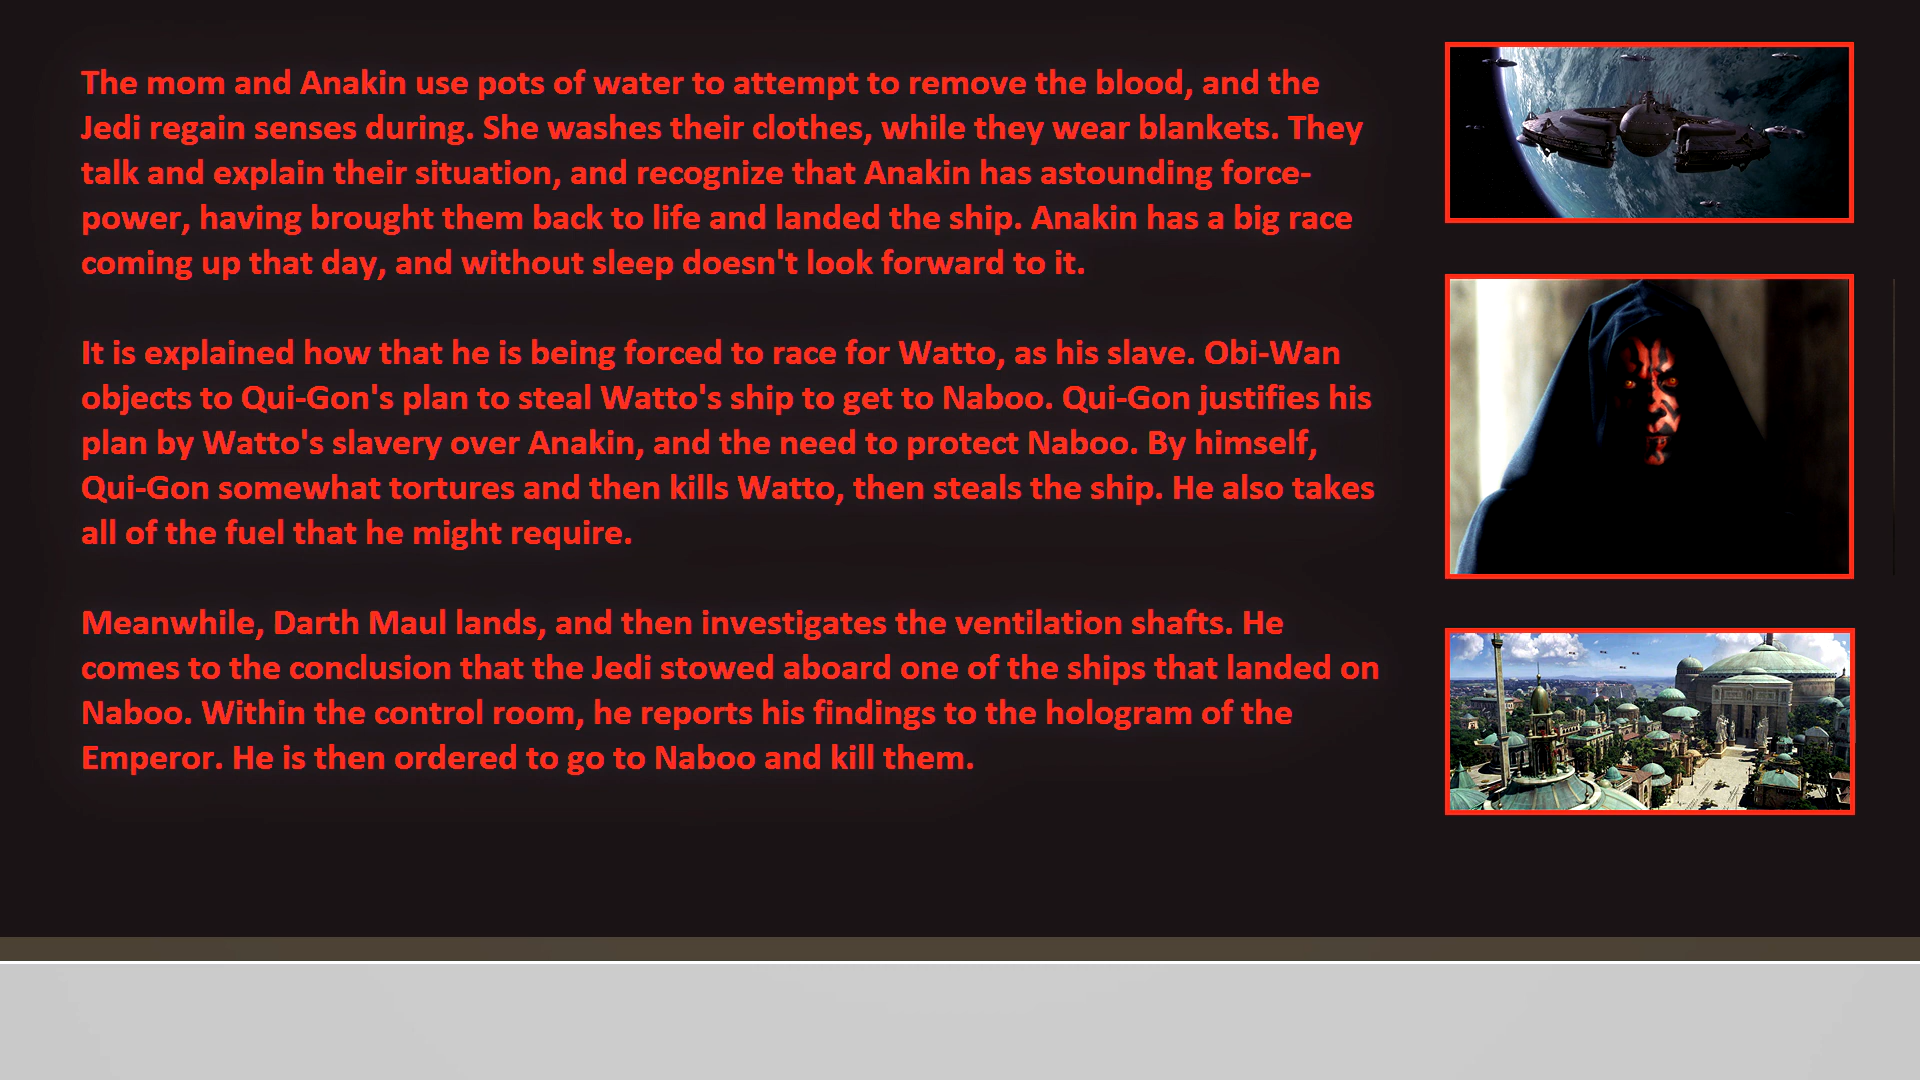 The mom and Anakin use pots of water to attempt to remove the blood, and the
Jedi regain senses during. She washes their clothes, while they wear blankets. They
talk and explain their situation, and recognize that Anakin has astounding force-
power, having brought them back to life and landed the ship. Anakin has a big race
coming up that day, and without sleep doesn't look forward to it.
It is explained how that he is being forced to race for Watto, as his slave. Obi-Wan
objects to Qui-Gon's plan to steal Watto's ship to get to Naboo. Qui-Gon justifies his
plan by Watto's slavery over Anakin, and the need to protect Naboo. By himself,
Qui-Gon somewhat tortures and then kills Watto, then steals the ship. He also takes
all of the fuel that he might require.
Meanwhile, Darth Maul lands, and then investigates the ventilation shafts. He
comes to the conclusion that the Jedi stowed aboard one of the ships that landed on
Naboo. Within the control room, he reports his findings to the hologram of the
Emperor. He is then ordered to go to Naboo and kill them.